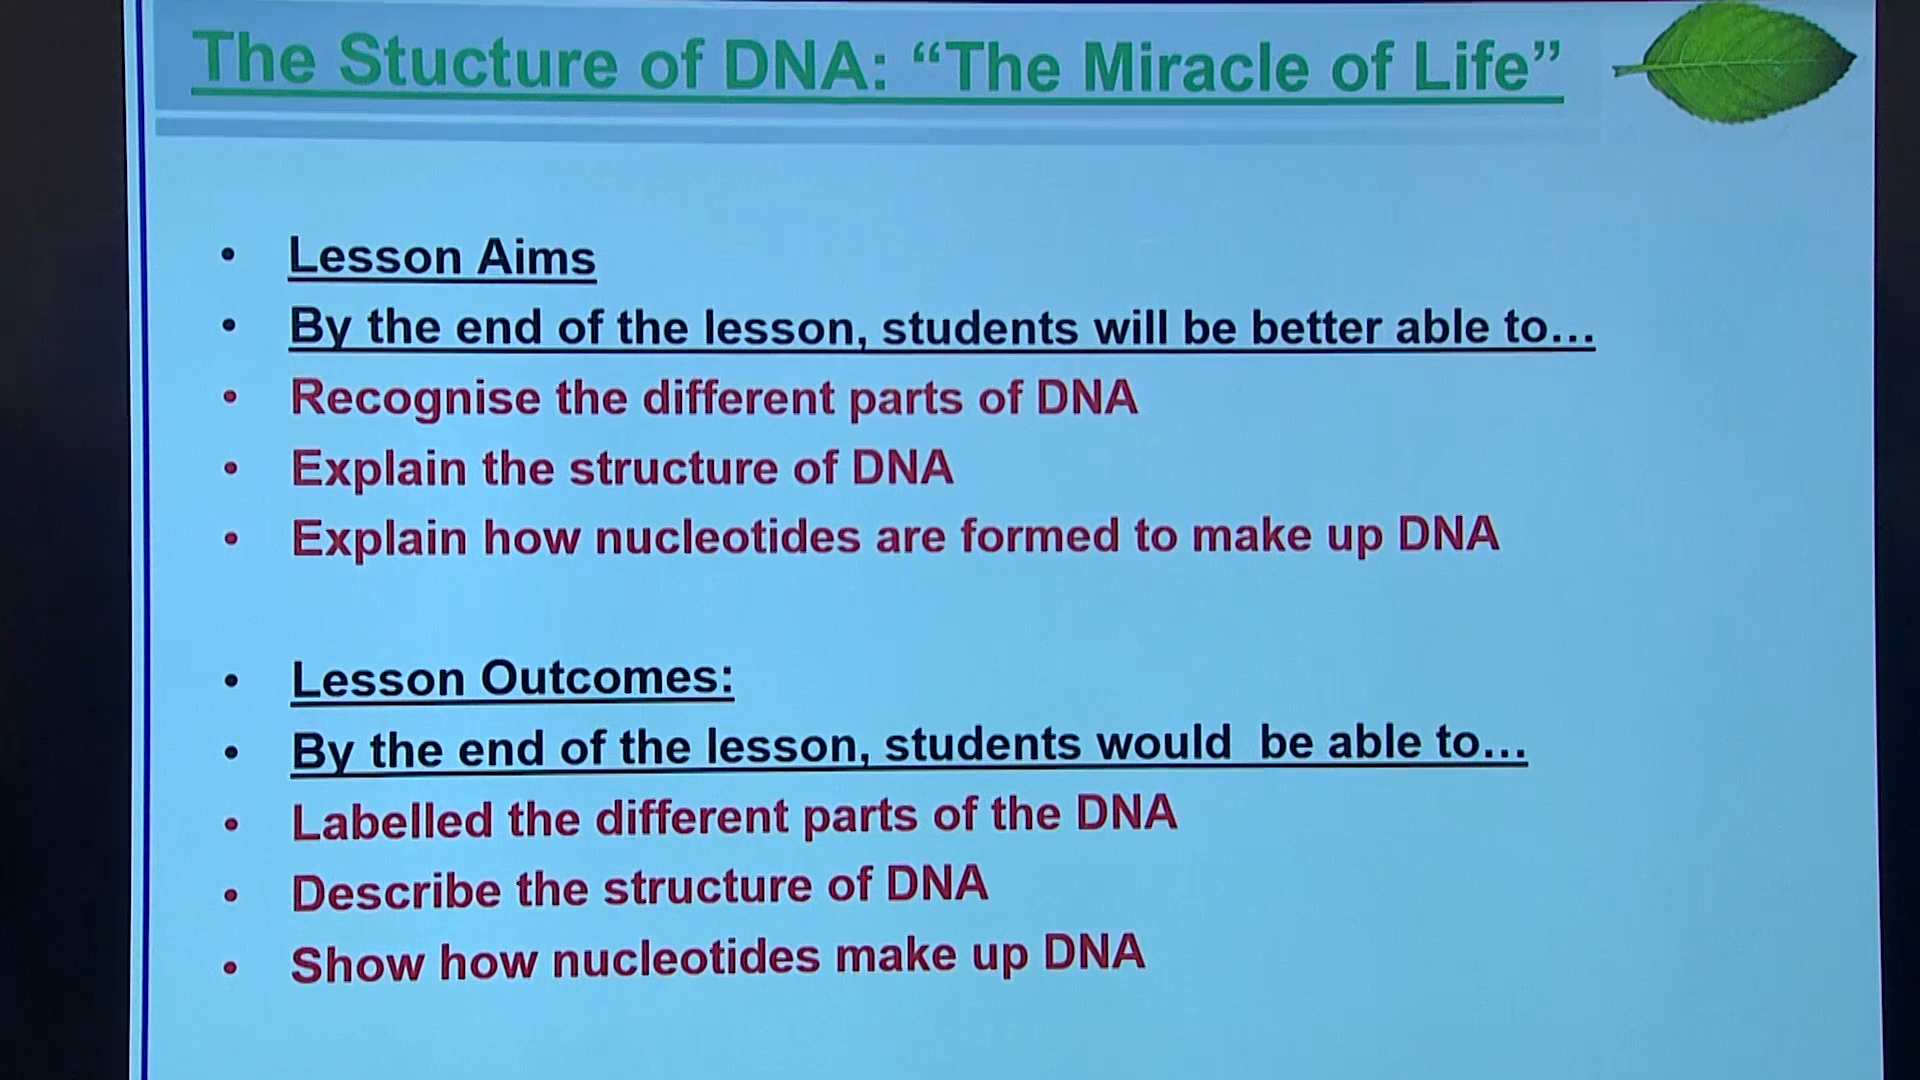 The Stucture of DNA: “The Miracle of Life”
• Lesson Aims
• By the end of the lesson, students will be better able to…
• Recognise the different parts of DNA
• Explain the structure of DNA
• Explain how nucleotides are formed to make up DNA
• Lesson Outcomes:
• By the end of the lesson, students would be able to…
• Labelled the different parts of the DNA
• Describe the structure of DNA
• Show how nucleotides make up DNA